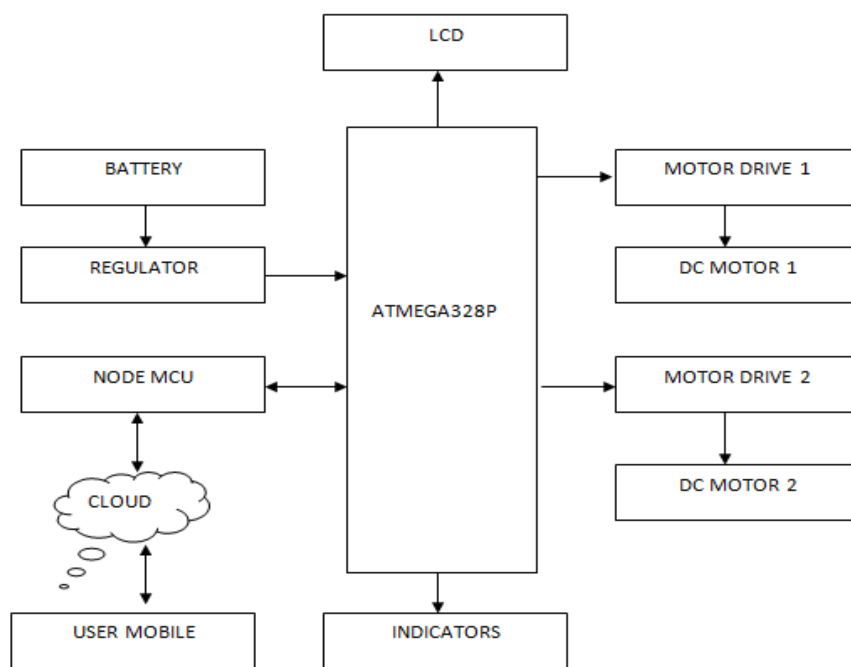 LCD
BATTERY
MOTOR DRIVE 1
REGULATOR
DC MOTOR 1
ATMEGA328P
NODE MCU
MOTOR DRIVE 2
CLOUD
DC MOTOR 2
USER MOBILE
INDICATORS